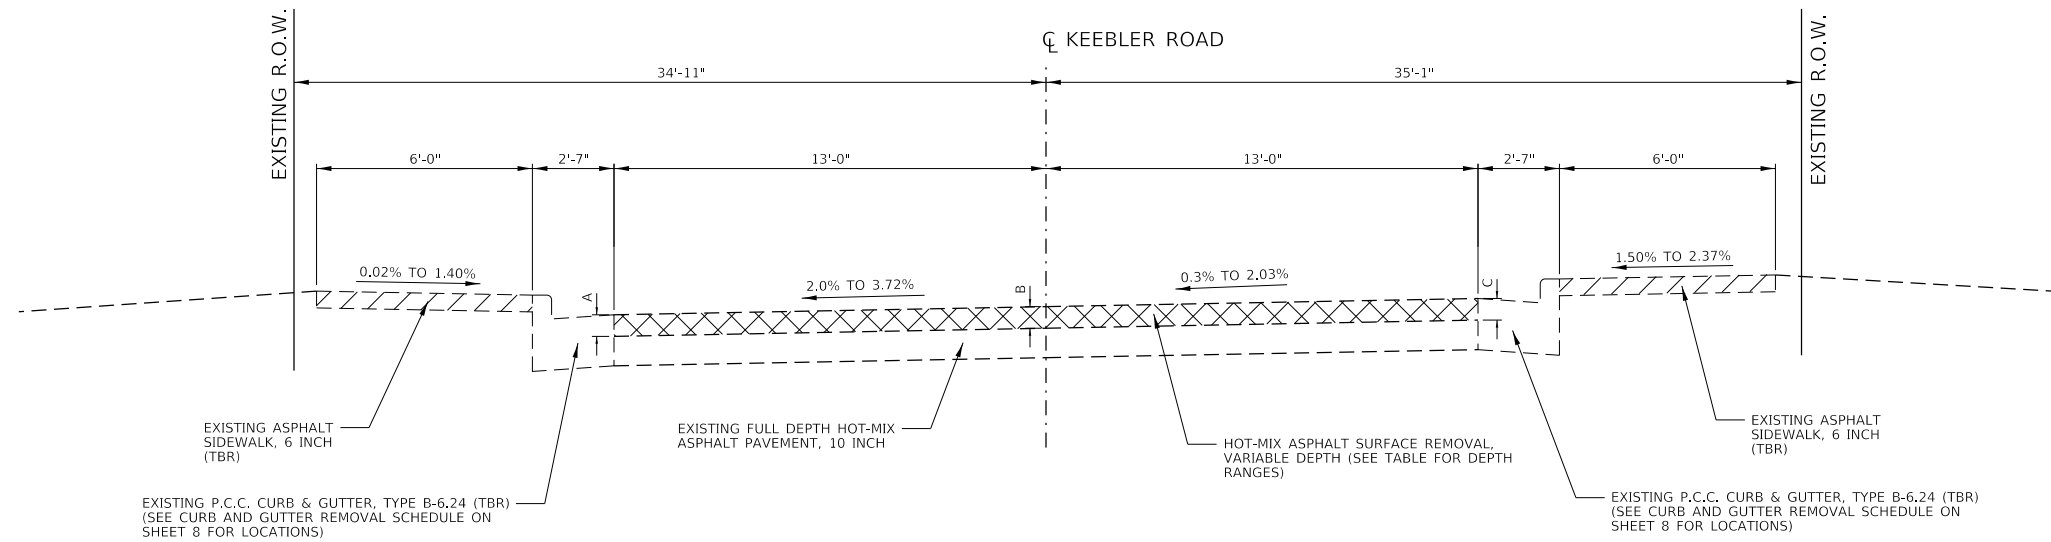 EXISTING R.O.W.
℄ KEEBLER ROAD
EXISTING R.O.W.
34'-11"
35'-1"
6'-0"
2'-7"
13'-0"
13'-0"
2'-7"
6'-0"
0.02% TO 1.40%
A
2.0% TO 3.72%
B
0.3% TO 2.03%
C
1.50% TO 2.37%
EXISTING ASPHALT
SIDEWALK, 6 INCH
(TBR)
EXISTING FULL DEPTH HOT-MIX
ASPHALT PAVEMENT, 10 INCH
HOT-MIX ASPHALT SURFACE REMOVAL,
VARIABLE DEPTH (SEE TABLE FOR DEPTH
RANGES)
EXISTING ASPHALT
SIDEWALK, 6 INCH
(TBR)
EXISTING P.C.C. CURB & GUTTER, TYPE B-6.24 (TBR)
(SEE CURB AND GUTTER REMOVAL SCHEDULE ON
SHEET 8 FOR LOCATIONS)
EXISTING P.C.C. CURB & GUTTER, TYPE B-6.24 (TBR)
(SEE CURB AND GUTTER REMOVAL SCHEDULE ON
SHEET 8 FOR LOCATIONS)